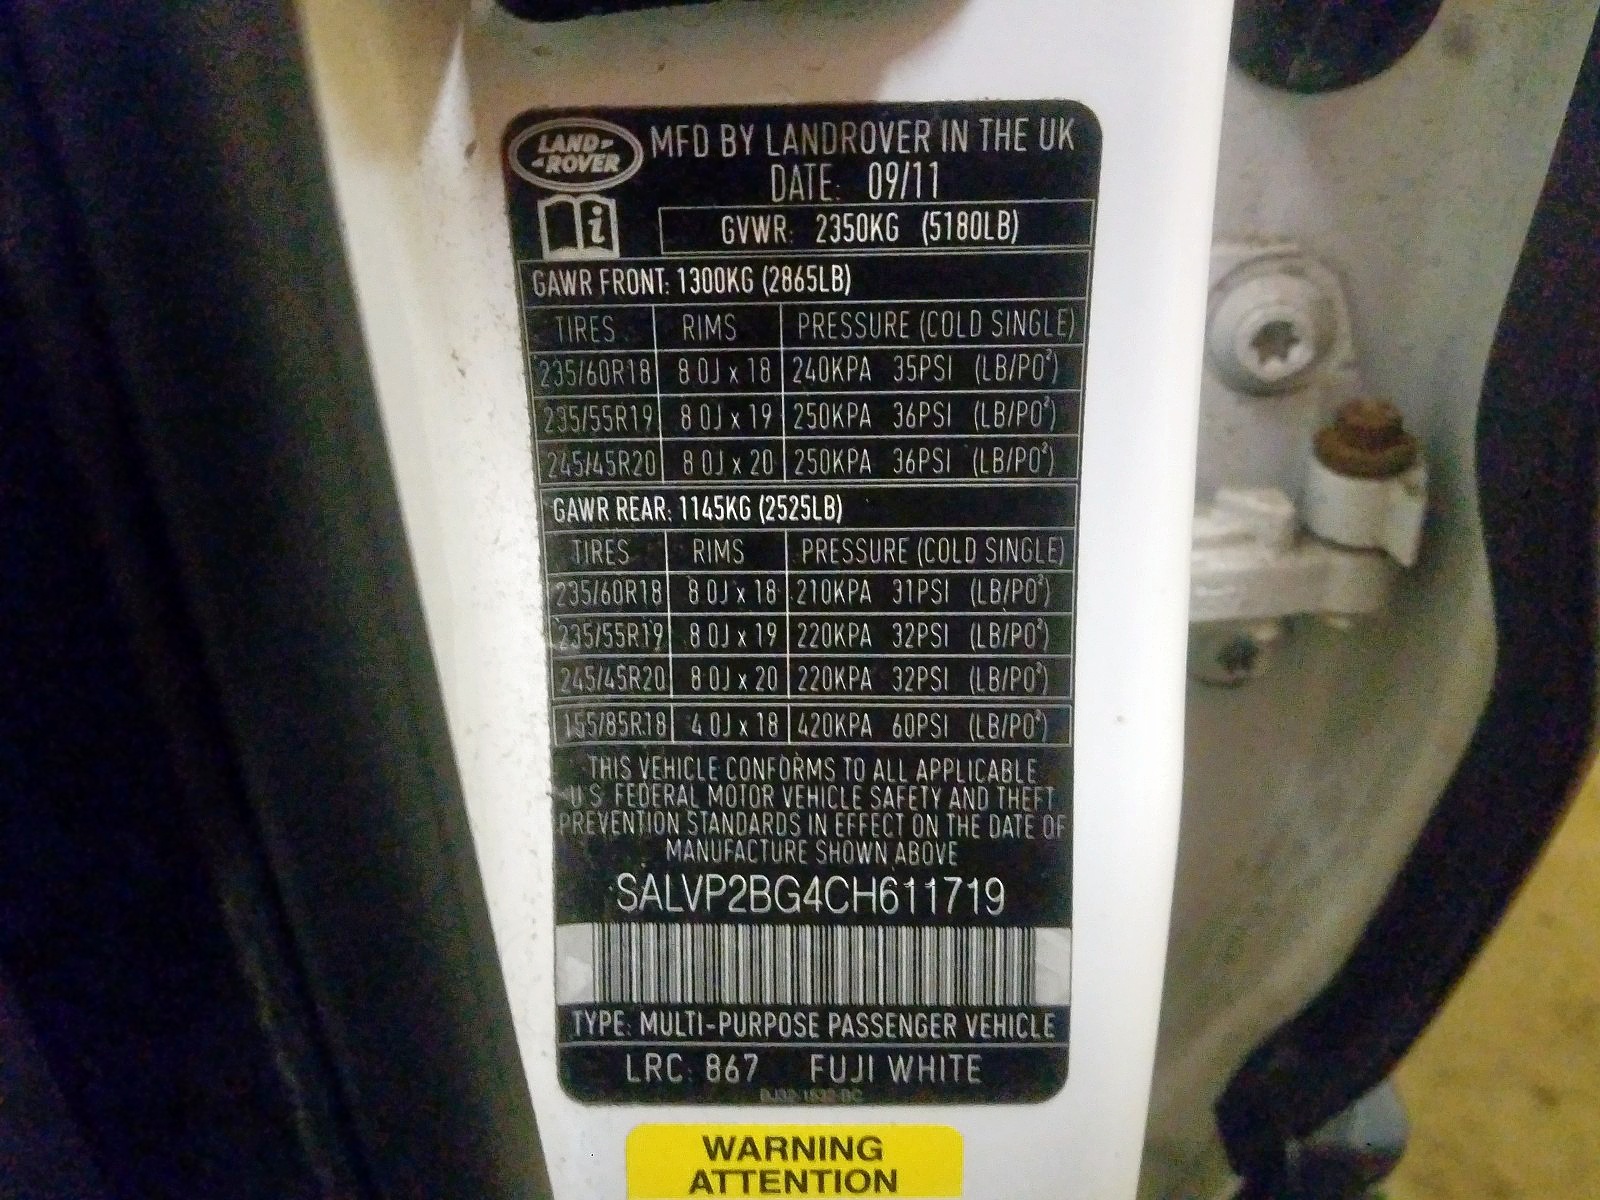 LAND
ROVER
MFD BY LANDROVER IN THE UK
DATE: 09/11
GVWR: 2350KG (5180LB)
GAWR FRONT: 1300KG (2865LB)
TIRES RIMS PRESSURE (COLD SINGLE)
235/60R18 8.0J x 18 240KPA 35PSI (LB/PO²)
235/55R19 8.0J x 19 250KPA 36PSI (LB/PO²)
245/45R20 8.0J x 20 250KPA 36PSI (LB/PO²)
GAWR REAR: 1145KG (2525LB)
TIRES RIMS PRESSURE (COLD SINGLE)
235/60R18 8.0J x 18 210KPA 31PSI (LB/PO²)
235/55R19 8.0J x 19 220KPA 32PSI (LB/PO²)
245/45R20 8.0J x 20 220KPA 32PSI (LB/PO²)
155/85R18 4.0J x 18 420KPA 60PSI (LB/PO²)
THIS VEHICLE CONFORMS TO ALL APPLICABLE
U.S. FEDERAL MOTOR VEHICLE SAFETY AND THEFT
PREVENTION STANDARDS IN EFFECT ON THE DATE OF
MANUFACTURE SHOWN ABOVE
SALVP2BG4CH611719
TYPE: MULTI-PURPOSE PASSENGER VEHICLE
LRC: 867 FUJI WHITE
WARNING
ATTENTION